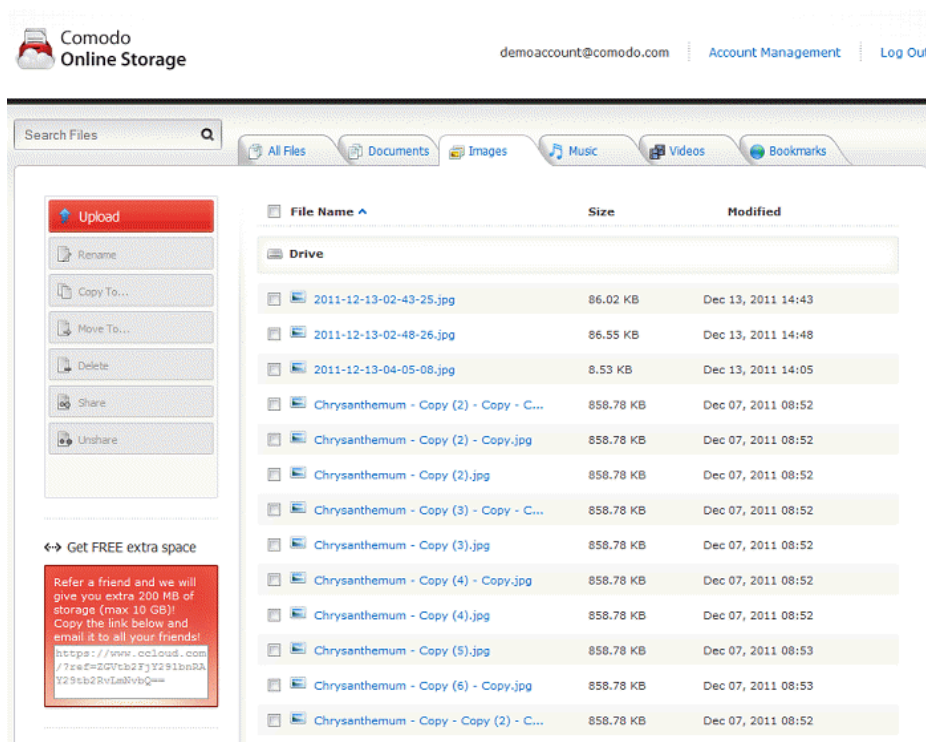 Comodo
Online Storage
demoaccount@comodo.com Account Management Log Out
Search Files
All Files Documents Images Music Videos Bookmarks
Upload
Rename
Copy To...
Move To...
Delete
Share
Unshare
Get FREE extra space
Refer a friend and we will
give you extra 200 MB of
storage (max 10 GB)!
Copy the link below and
email it to all your friends!
https://www.ccloud.com
/?ref=ZGVtb2FjY291bnRA
Y29tb2RvLmNvbQ==
File Name Size Modified
Drive
2011-12-13-02-43-25.jpg 86.02 KB Dec 13, 2011 14:43
2011-12-13-02-48-26.jpg 86.55 KB Dec 13, 2011 14:48
2011-12-13-04-05-08.jpg 8.53 KB Dec 13, 2011 14:05
Chrysanthemum - Copy (2) - Copy - C... 858.78 KB Dec 07, 2011 08:52
Chrysanthemum - Copy (2) - Copy.jpg 858.78 KB Dec 07, 2011 08:52
Chrysanthemum - Copy (2).jpg 858.78 KB Dec 07, 2011 08:52
Chrysanthemum - Copy (3) - Copy - C... 858.78 KB Dec 07, 2011 08:52
Chrysanthemum - Copy (3).jpg 858.78 KB Dec 07, 2011 08:52
Chrysanthemum - Copy (4) - Copy.jpg 858.78 KB Dec 07, 2011 08:52
Chrysanthemum - Copy (4).jpg 858.78 KB Dec 07, 2011 08:52
Chrysanthemum - Copy (5).jpg 858.78 KB Dec 07, 2011 08:53
Chrysanthemum - Copy (6) - Copy.jpg 858.78 KB Dec 07, 2011 08:53
Chrysanthemum - Copy - Copy (2) - C... 858.78 KB Dec 07, 2011 08:52